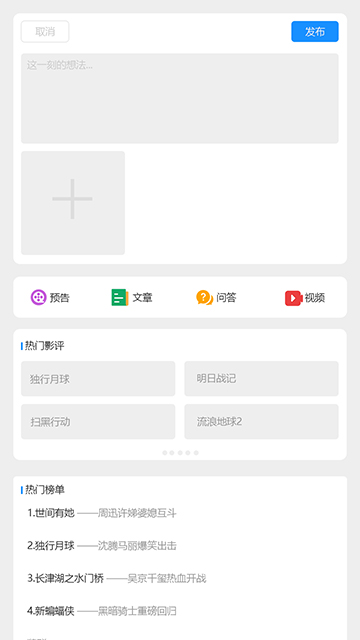 取消
发布
这一刻的想法...
预告
文章
问答
视频
热门影评
独行月球
明日战记
扫黑行动
流浪地球2
热门榜单
1.世间有她 ——周迅许娣婆媳互斗
2.独行月球 ——沈腾马丽爆笑出击
3.长津湖之水门桥 ——吴京千玺热血开战
4.新蝙蝠侠 ——黑暗骑士重磅回归